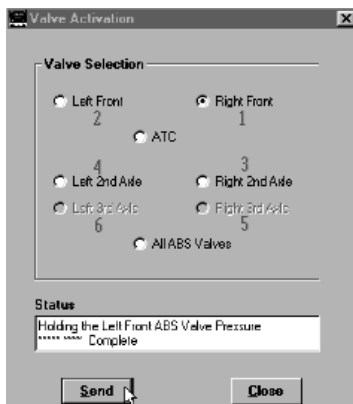 Valve Activation
Valve Selection
Left Front Right Front
2 1
ATC
4 3
Left 2nd Axle Right 2nd Axle
Left 3rd Axle Right 3rd Axle
6 5
All ABS Valves
Status
Holding the Left Front ABS Valve Pressure
***** **** Complete
Send Close